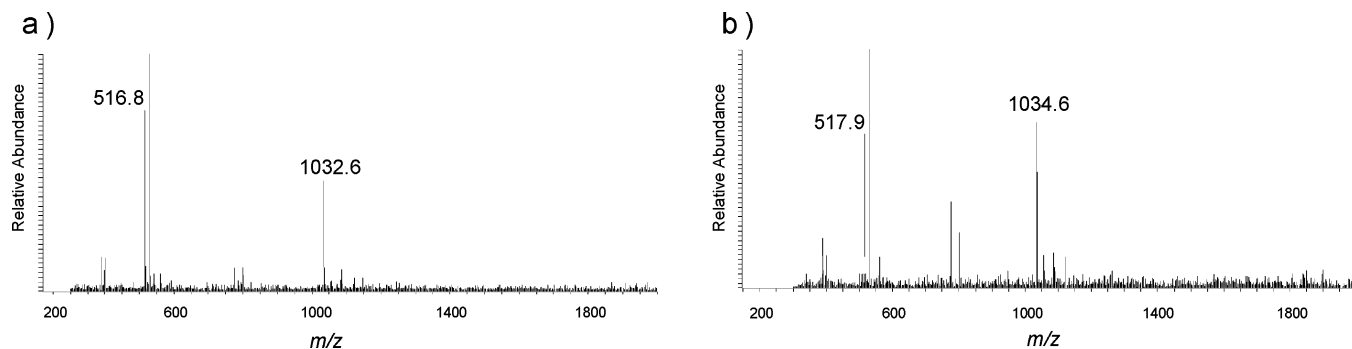 a )
Relative Abundance
516.8
1032.6
200 600 1000 1400 1800
m/z
b )
Relative Abundance
517.9
1034.6
200 600 1000 1400 1800
m/z